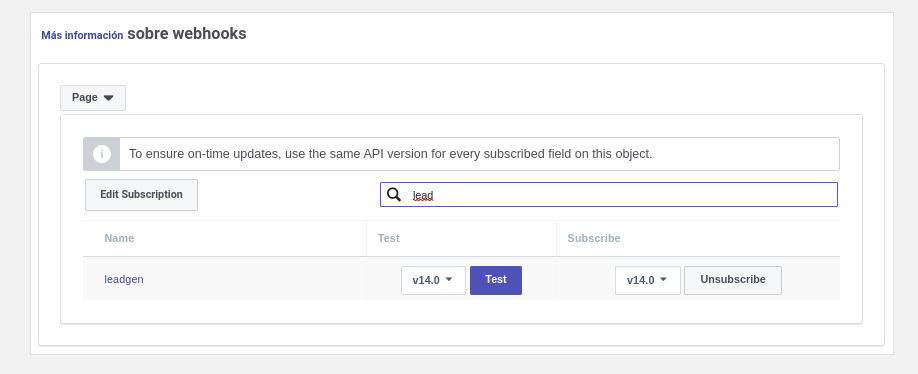 Más información sobre webhooks
Page
To ensure on-time updates, use the same API version for every subscribed field on this object.
Edit Subscription
lead
Name Test Subscribe
leadgen v14.0 Test v14.0 Unsubscribe